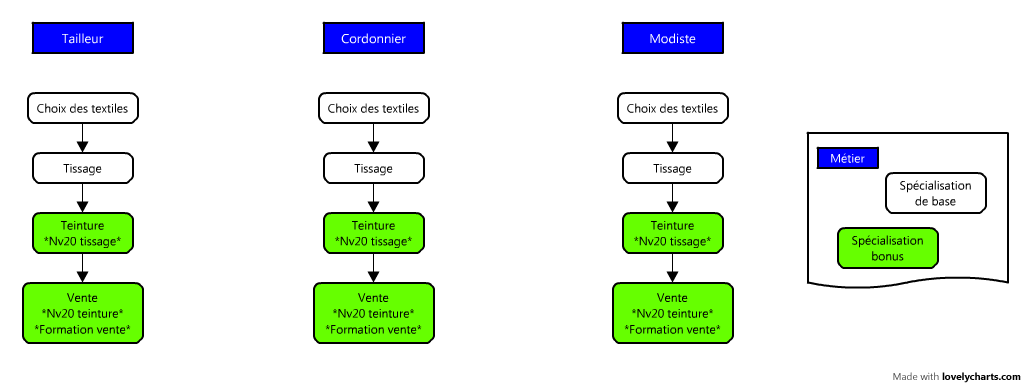 Tailleur
Cordonnier
Modiste
Choix des textiles
Choix des textiles
Choix des textiles
Tissage
Tissage
Tissage
Teinture
*Nv20 tissage*
Teinture
*Nv20 tissage*
Teinture
*Nv20 tissage*
Vente
*Nv20 teinture*
*Formation vente*
Vente
*Nv20 teinture*
*Formation vente*
Vente
*Nv20 teinture*
*Formation vente*
Métier
Spécialisation
de base
Spécialisation
bonus
Made with lovelycharts.com